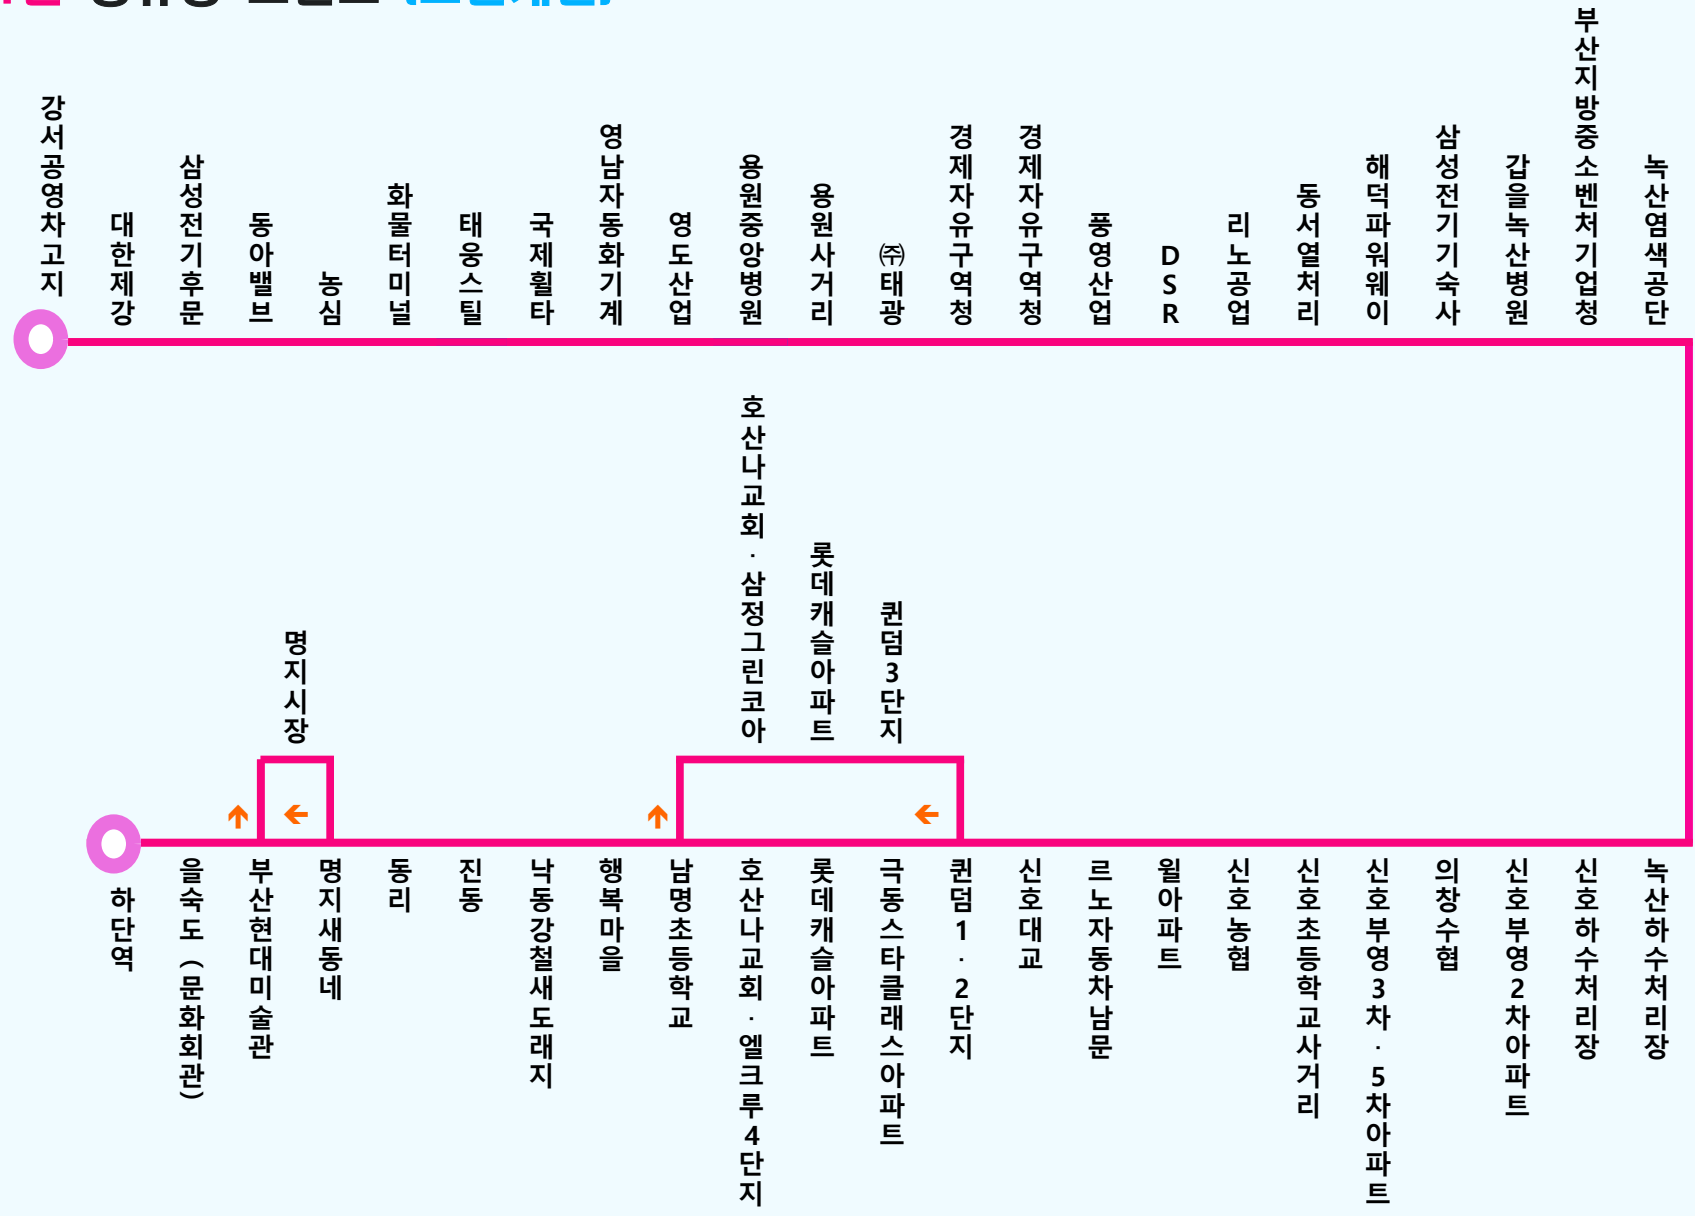 강서공영차고지
대한제강
삼성전기후문
동아밸브
농심
화물터미널
태웅스틸
국제휠타
영남자동화기계
영도산업
용원중앙병원
용원사거리
㈜태광
경제자유구역청
경제자유구역청
풍영산업
DSR
리노공업
동서열처리
해덕파워웨이
삼성전기기숙사
갑을녹산병원
부산지방중소벤처기업청
녹산염색공단
명지시장
호산나교회·삼정그린코아
롯데캐슬아파트
퀸덤3단지
하단역
을숙도(문화회관)
부산현대미술관
명지새동네
동리
진동
낙동강철새도래지
행복마을
남명초등학교
호산나교회·엘크루4단지
롯데캐슬아파트
극동스타클래스아파트
퀸덤1·2단지
신호대교
르노자동차남문
윌아파트
신호농협
신호초등학교사거리
신호부영3차·5차아파트
의창수협
신호부영2차아파트
신호하수처리장
녹산하수처리장